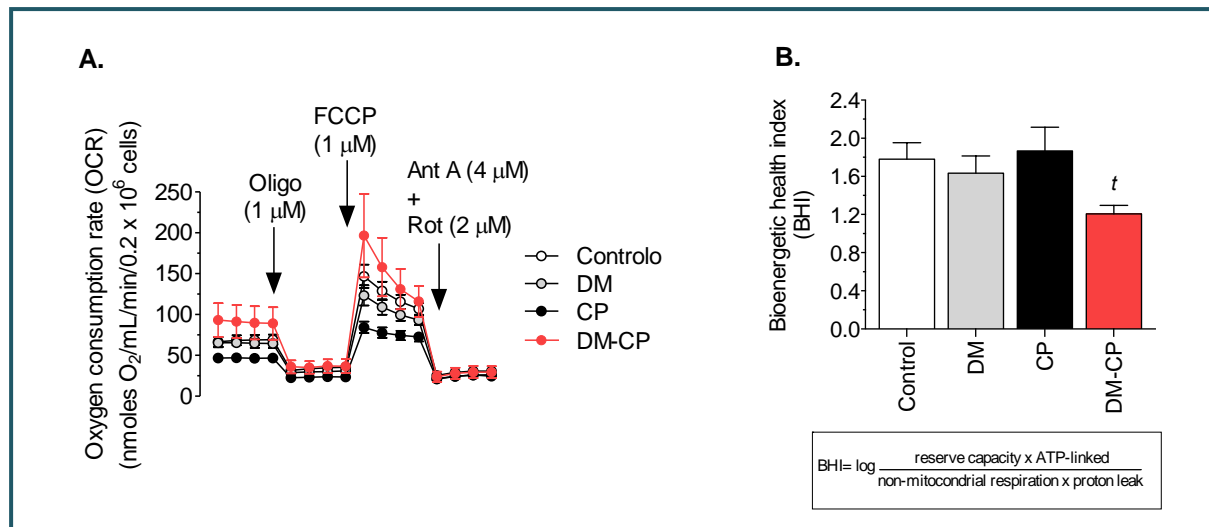 A.
Oxygen consumption rate (OCR)
(nmoles O₂/mL/min/0.2 x 10⁶ cells)
250
200
150
100
50
0
Oligo
(1 μM)
FCCP
(1 μM)
Ant A (4 μM)
+
Rot (2 μM)
Controlo
DM
CP
DM-CP
B.
Bioenergetic health index
(BHI)
2.4
2.0
1.6
1.2
0.8
0.4
0.0
t
Control
DM
CP
DM-CP
BHI= log reserve capacity x ATP-linked
non-mitocondrial respiration x proton leak